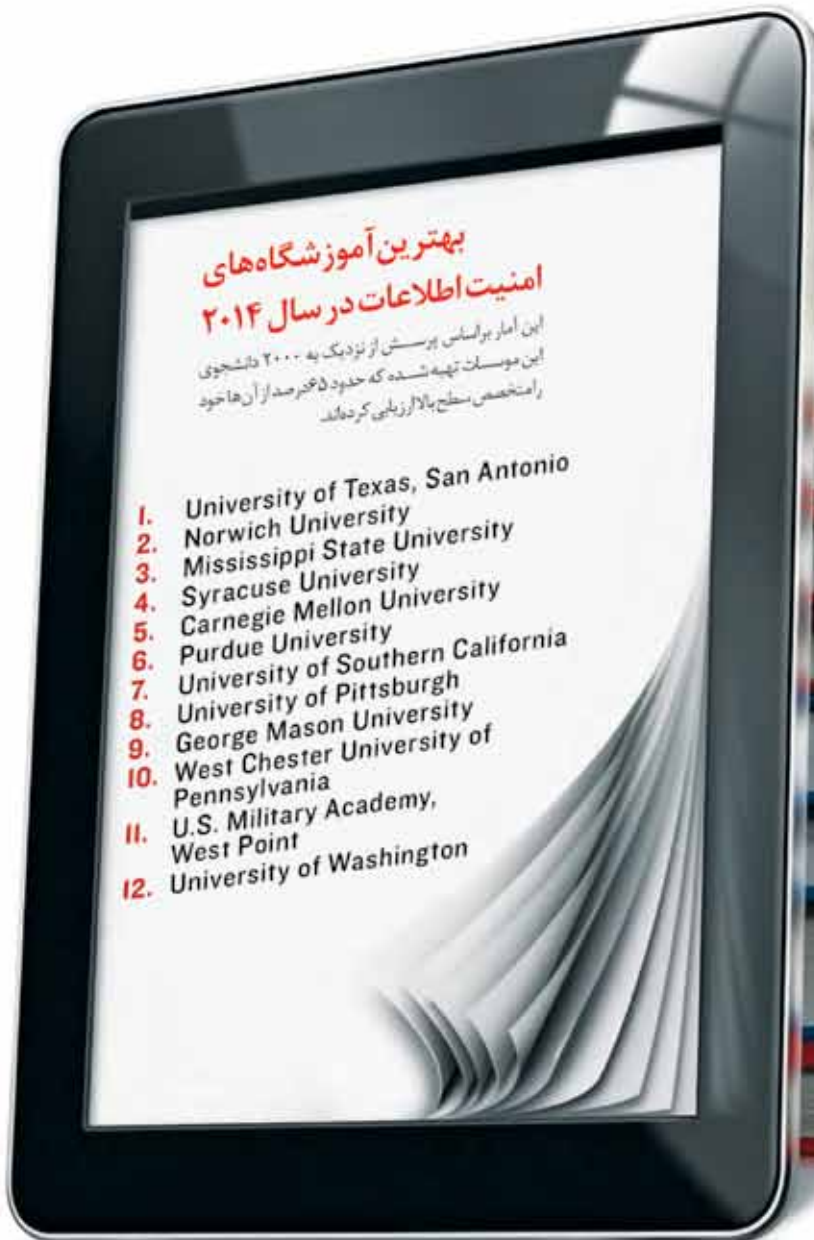 بهترین آموزشگاه‌های
امنیت اطلاعات در سال ۲۰۱۴
این آمار براساس پرسش از نزدیک به ۲۰۰۰ دانشجوی
این موسسات تهیه شده که حدود ۶۵درصد از آن‌ها خود
را متخصص سطح بالا ارزیابی کرده‌اند.
1. University of Texas, San Antonio
2. Norwich University
3. Mississippi State University
4. Syracuse University
5. Carnegie Mellon University
6. Purdue University
7. University of Southern California
8. University of Pittsburgh
9. George Mason University
10. West Chester University of
Pennsylvania
11. U.S. Military Academy,
West Point
12. University of Washington